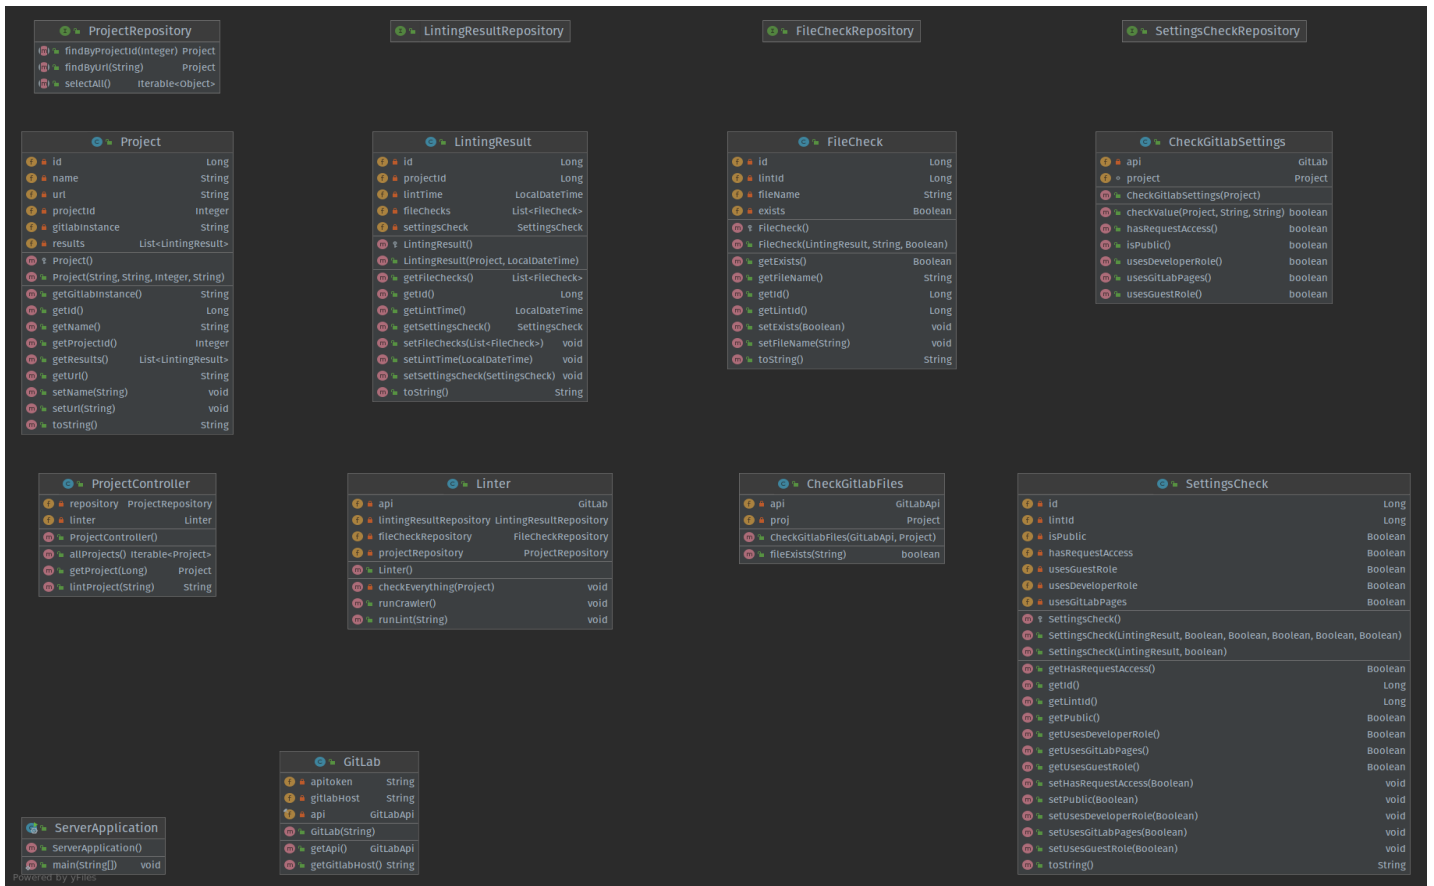 ProjectRepository
findByProjectId(Integer) Project
findByUrl(String) Project
selectAll() Iterable<Object>
LintingResultRepository
FileCheckRepository
SettingsCheckRepository
Project
id Long
name String
url String
projectId Integer
gitlabInstance String
results List<LintingResult>
Project()
Project(String, String, Integer, String)
getGitlabInstance() String
getId() Long
getName() String
getProjectId() Integer
getResults() List<LintingResult>
getUrl() String
setName(String) void
setUrl(String) void
toString() String
LintingResult
id Long
projectId Long
lintTime LocalDateTime
fileChecks List<FileCheck>
settingsCheck SettingsCheck
LintingResult()
LintingResult(Project, LocalDateTime)
getFileChecks() List<FileCheck>
getId() Long
getLintTime() LocalDateTime
getSettingsCheck() SettingsCheck
setFileChecks(List<FileCheck>) void
setLintTime(LocalDateTime) void
setSettingsCheck(SettingsCheck) void
toString() String
FileCheck
id Long
lintId Long
fileName String
exists Boolean
FileCheck()
FileCheck(LintingResult, String, Boolean)
getExists() Boolean
getFileName() String
getId() Long
getLintId() Long
setExists(Boolean) void
setFileName(String) void
toString() String
CheckGitlabSettings
api GitLab
project Project
CheckGitlabSettings(Project)
checkValue(Project, String, String) boolean
hasRequestAccess() boolean
isPublic() boolean
usesDeveloperRole() boolean
usesGitLabPages() boolean
usesGuestRole() boolean
ProjectController
repository ProjectRepository
linter Linter
ProjectController()
allProjects() Iterable<Project>
getProject(Long) Project
lintProject(String) String
Linter
api GitLab
lintingResultRepository LintingResultRepository
fileCheckRepository FileCheckRepository
projectRepository ProjectRepository
Linter()
checkEverything(Project) void
runCrawler() void
runLint(String) void
CheckGitlabFiles
api GitLabApi
proj Project
CheckGitlabFiles(GitLabApi, Project)
fileExists(String) boolean
SettingsCheck
id Long
lintId Long
isPublic Boolean
hasRequestAccess Boolean
usesGuestRole Boolean
usesDeveloperRole Boolean
usesGitLabPages Boolean
SettingsCheck()
SettingsCheck(LintingResult, Boolean, Boolean, Boolean, Boolean, Boolean)
SettingsCheck(LintingResult, boolean)
getHasRequestAccess() Boolean
getId() Long
getLintId() Long
getPublic() Boolean
getUsesDeveloperRole() Boolean
getUsesGitLabPages() Boolean
getUsesGuestRole() Boolean
setHasRequestAccess(Boolean) void
setPublic(Boolean) void
setUsesDeveloperRole(Boolean) void
setUsesGitLabPages(Boolean) void
setUsesGuestRole(Boolean) void
toString() String
GitLab
apitoken String
gitlabHost String
api GitLabApi
GitLab(String)
getApi() GitLabApi
getGitlabHost() String
ServerApplication
ServerApplication()
main(String[]) void
Powered by yFiles